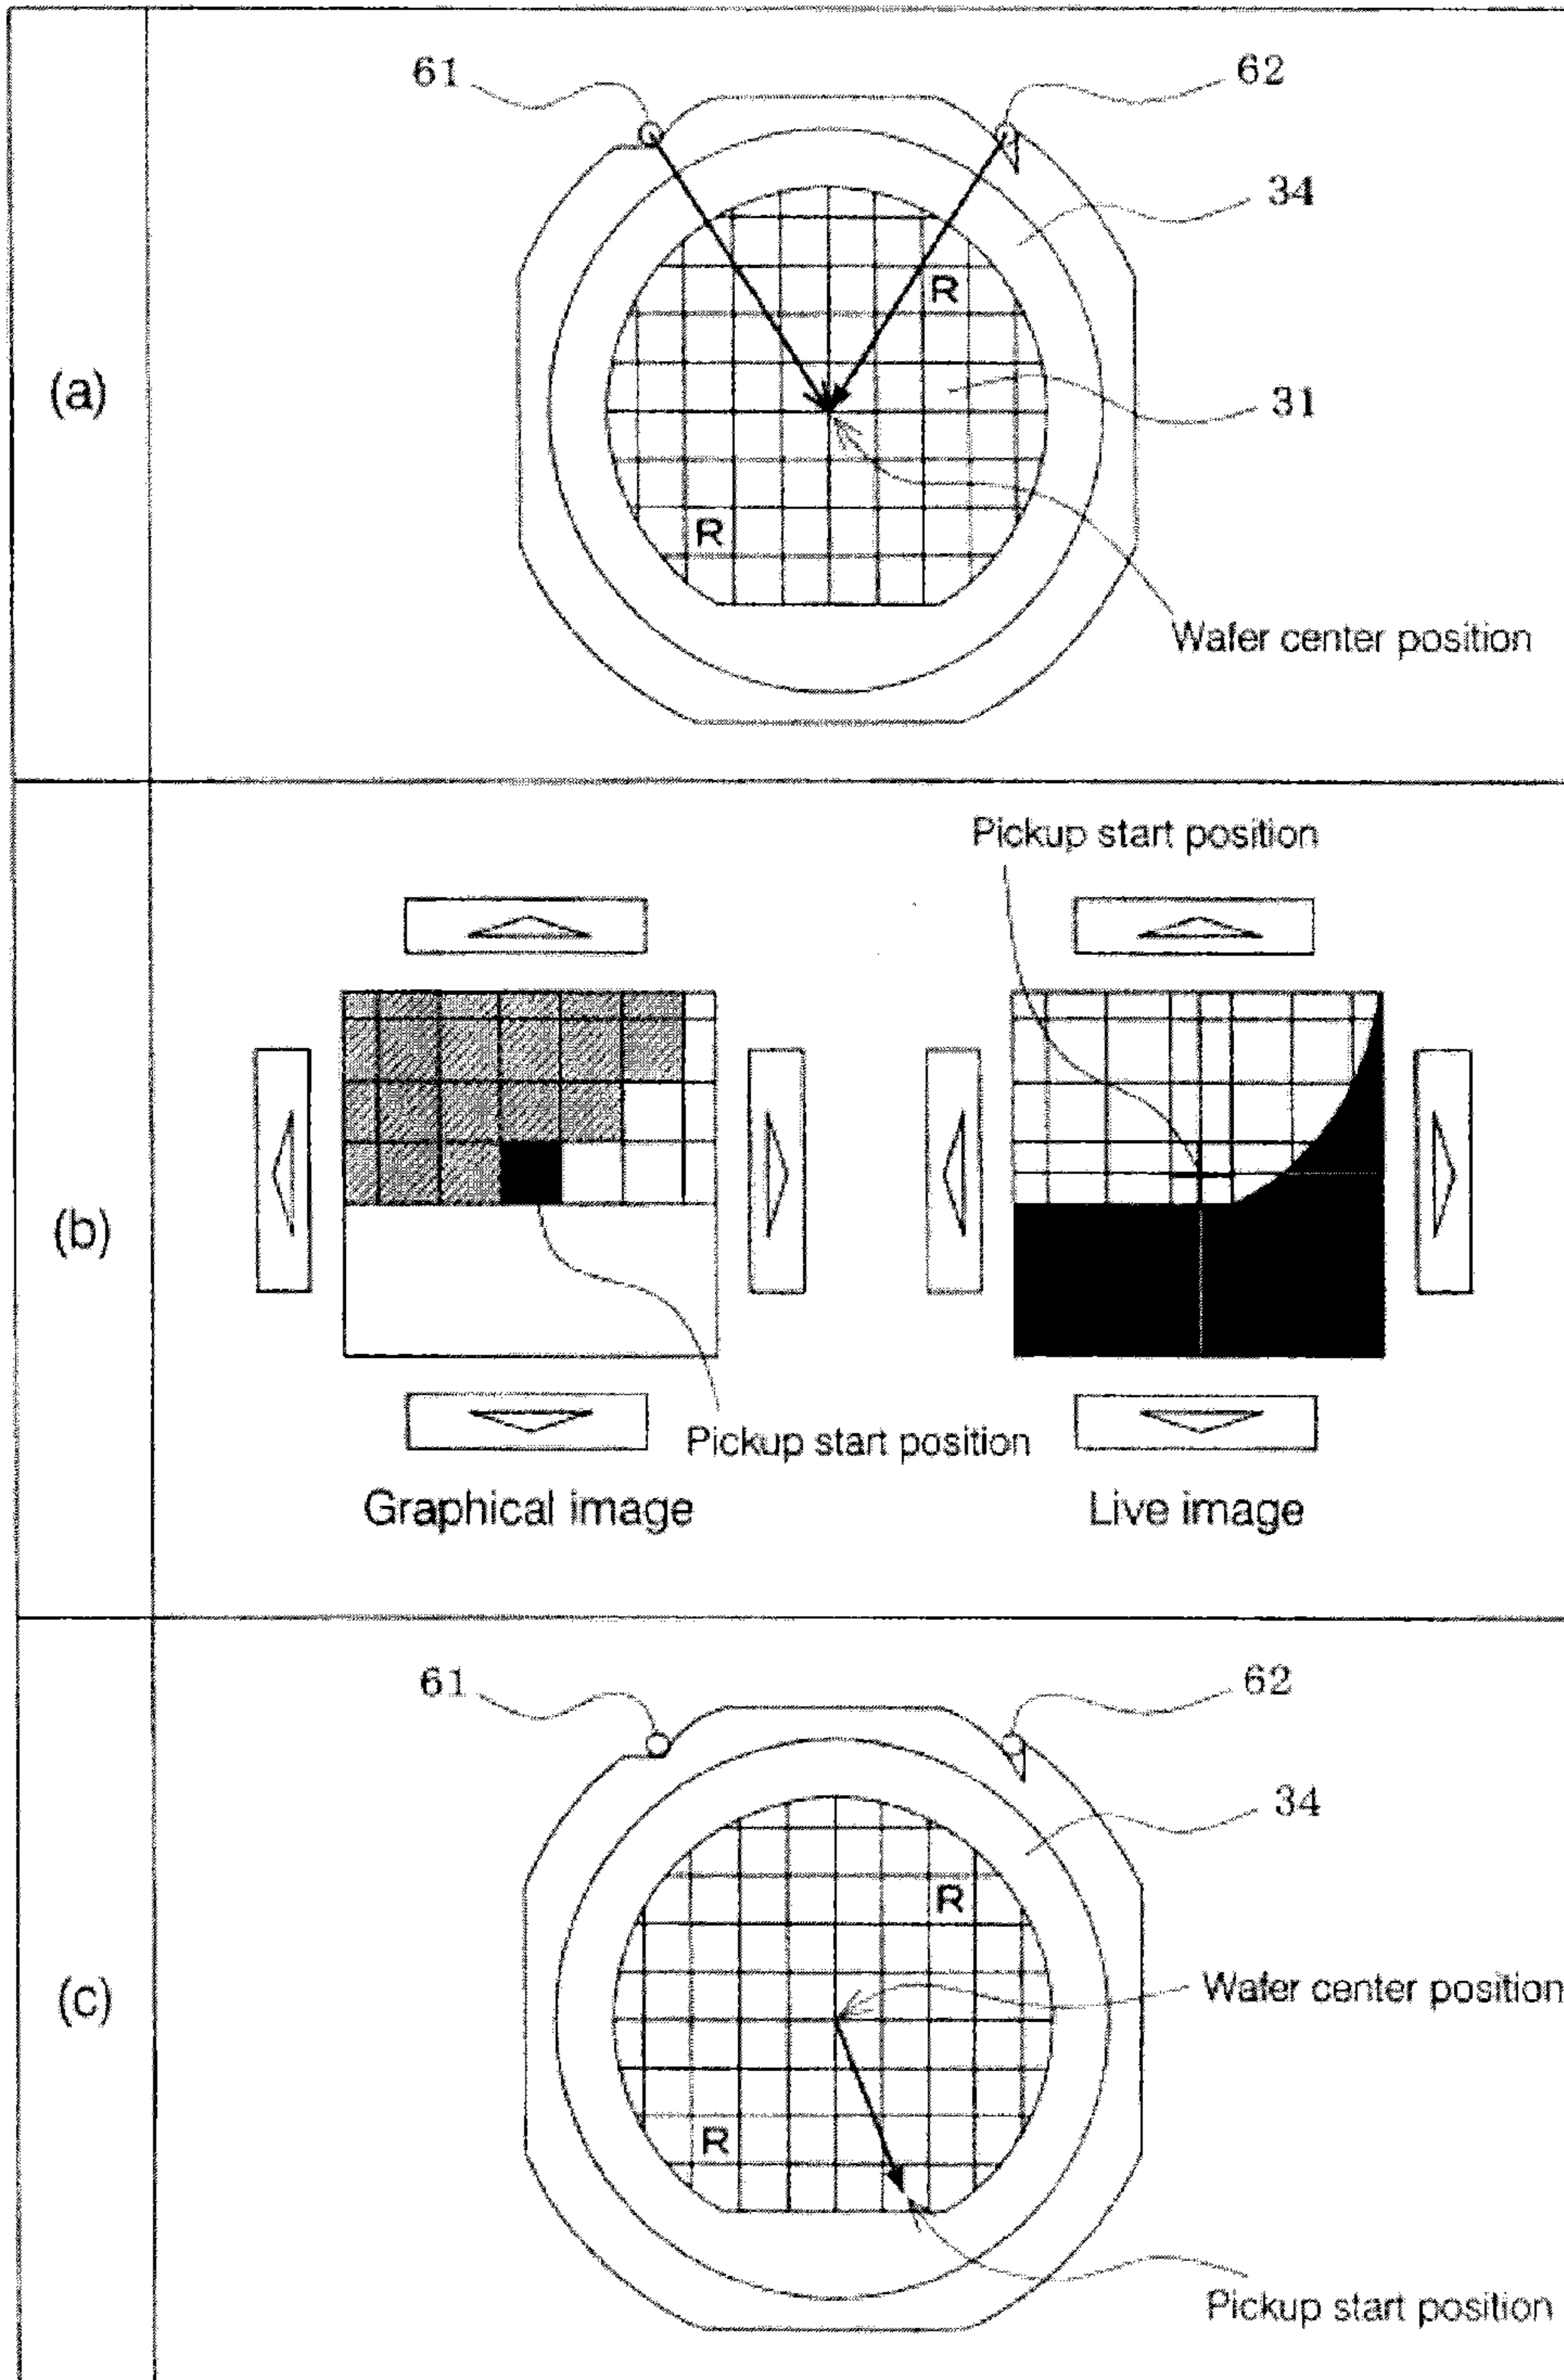 61
62
34
R
(a)
31
R
Wafer center position
Pickup start position
(b)
Pickup start position
Graphical image
Live image
61
62
34
R
(c)
Wafer center position
R
Pickup start position